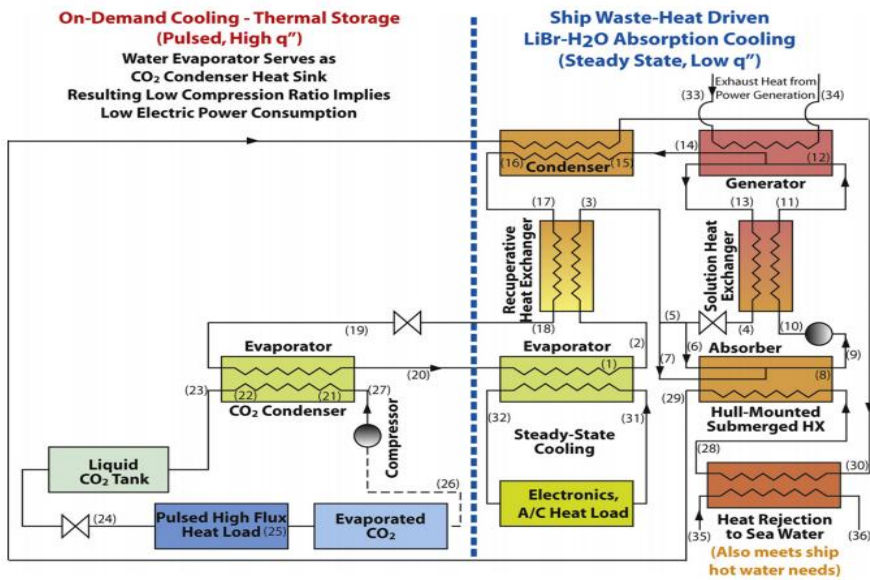 On-Demand Cooling - Thermal Storage
(Pulsed, High q”)
Water Evaporator Serves as
CO₂ Condenser Heat Sink
Resulting Low Compression Ratio Implies
Low Electric Power Consumption
Ship Waste-Heat Driven
LiBr-H2O Absorption Cooling
(Steady State, Low q”)
Exhaust Heat from
Power Generation
(33)
(34)
(16)
(15)
Condenser
(14)
(12)
Generator
(17)
(3)
(13)
(11)
Recuperative
Heat Exchanger
Solution Heat
Exchanger
(19)
(18)
(5)
(4)
(10)
(2)
(6)
(9)
Evaporator
(20)
Evaporator
(1)
(7)
Absorber
(8)
(23)
(22)
(21)
(27)
CO₂ Condenser
Compressor
(32)
(31)
(29)
Hull-Mounted
Submerged HX
Steady-State
Cooling
(28)
Liquid
CO₂ Tank
(26)
Electronics,
A/C Heat Load
(30)
(24)
Pulsed High Flux
Heat Load
(25)
Evaporated
CO₂
(35)
(36)
Heat Rejection
to Sea Water
(Also meets ship
hot water needs)